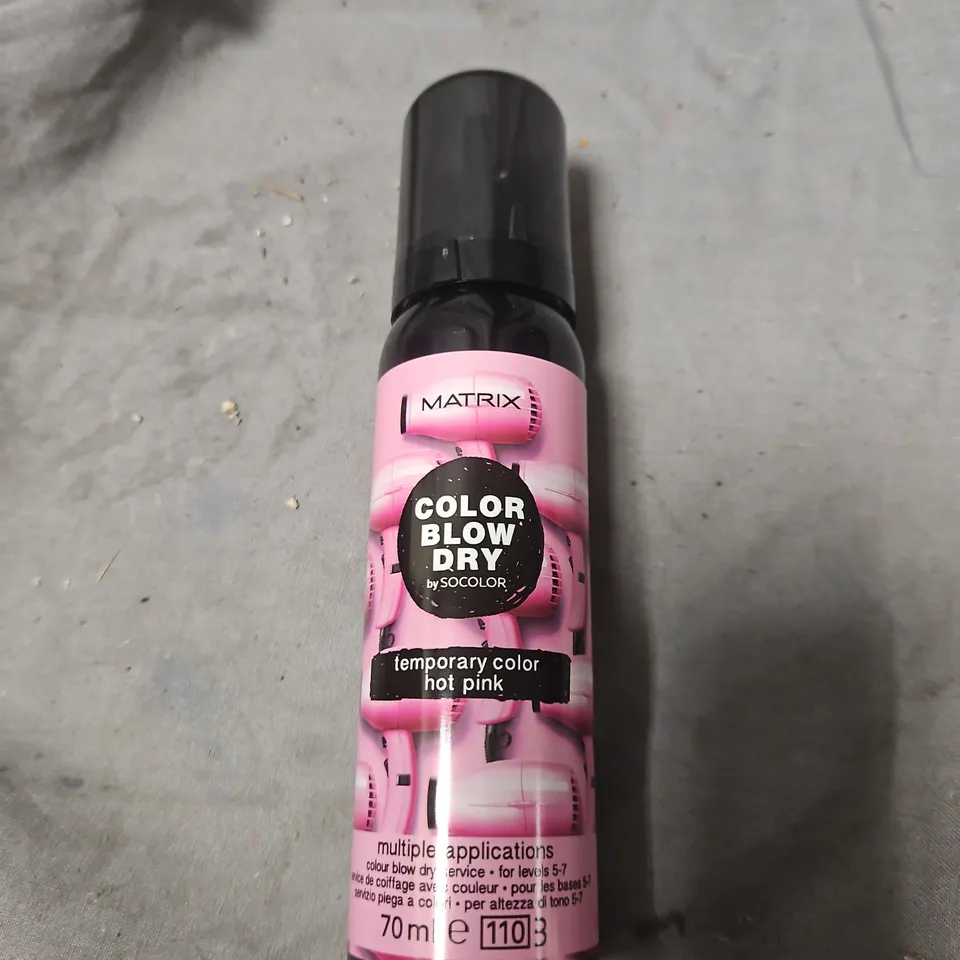 MATRIX
COLOR
BLOW
DRY
by SOCOLOR
temporary color
hot pink
multiple applications
colour blow dry service • for levels 5-7
service de coiffage avec couleur • pour les bases 5-7
servizio piega a colori • per altezza di tono 5-7
70 ml e 110